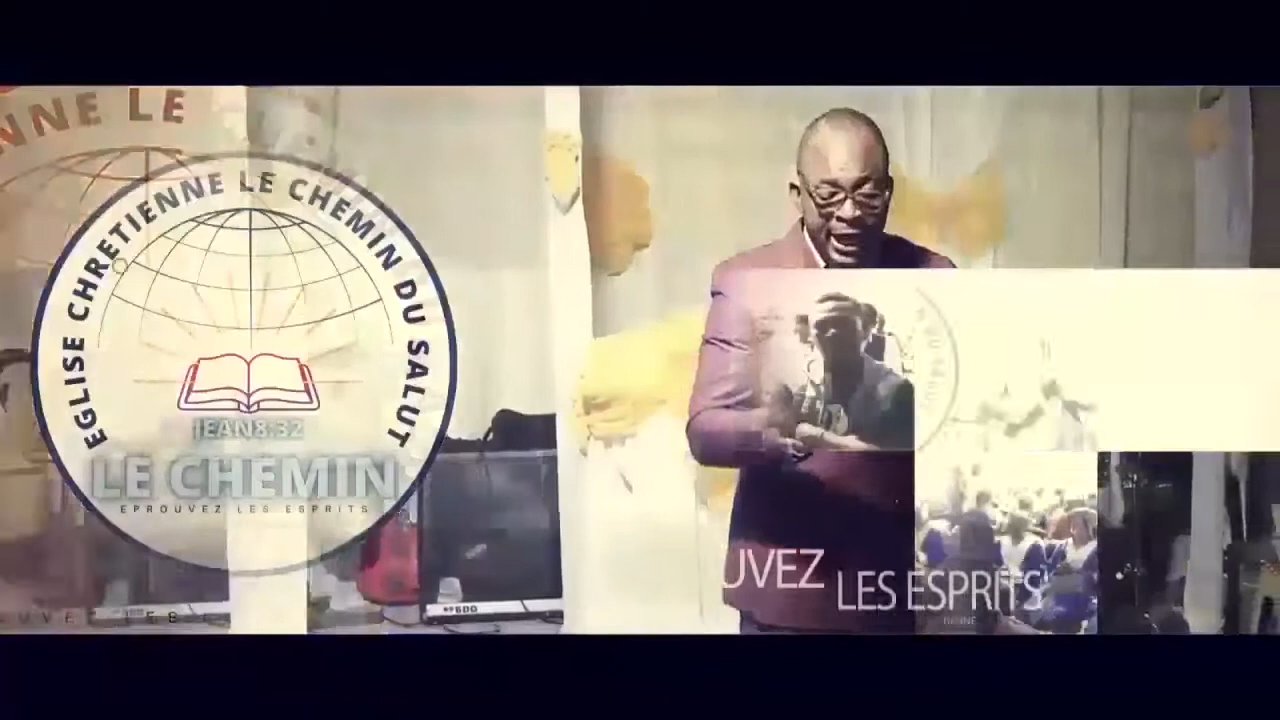 NNE LE
EGLISE CHRETIENNE LE CHEMIN DU SALUT
JEAN8:32
LE CHEMIN
EPROUVEZ LES ESPRITS
UVEZ
LES ESPRITS